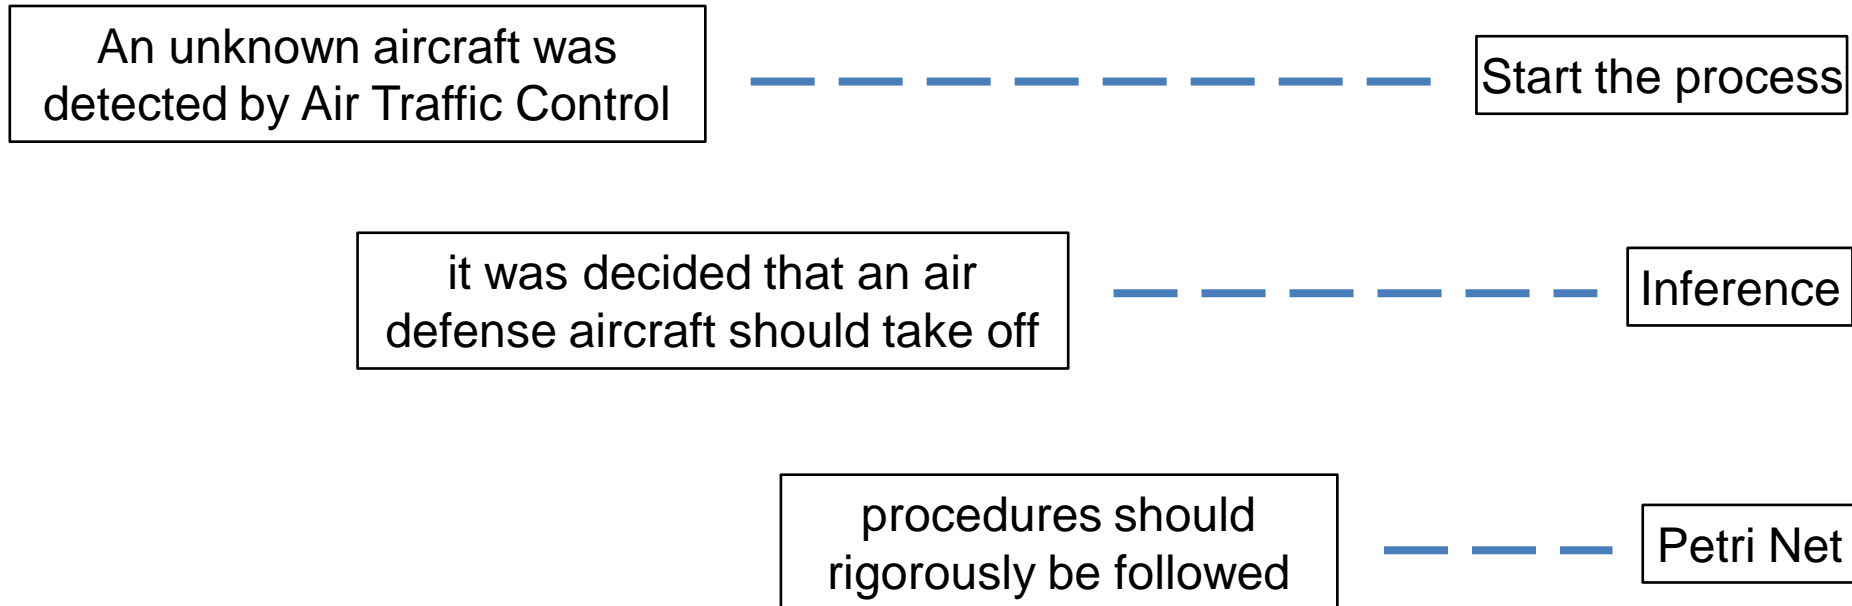 An unknown aircraft was
detected by Air Traffic Control
Start the process
it was decided that an air
defense aircraft should take off
Inference
procedures should
rigorously be followed
Petri Net